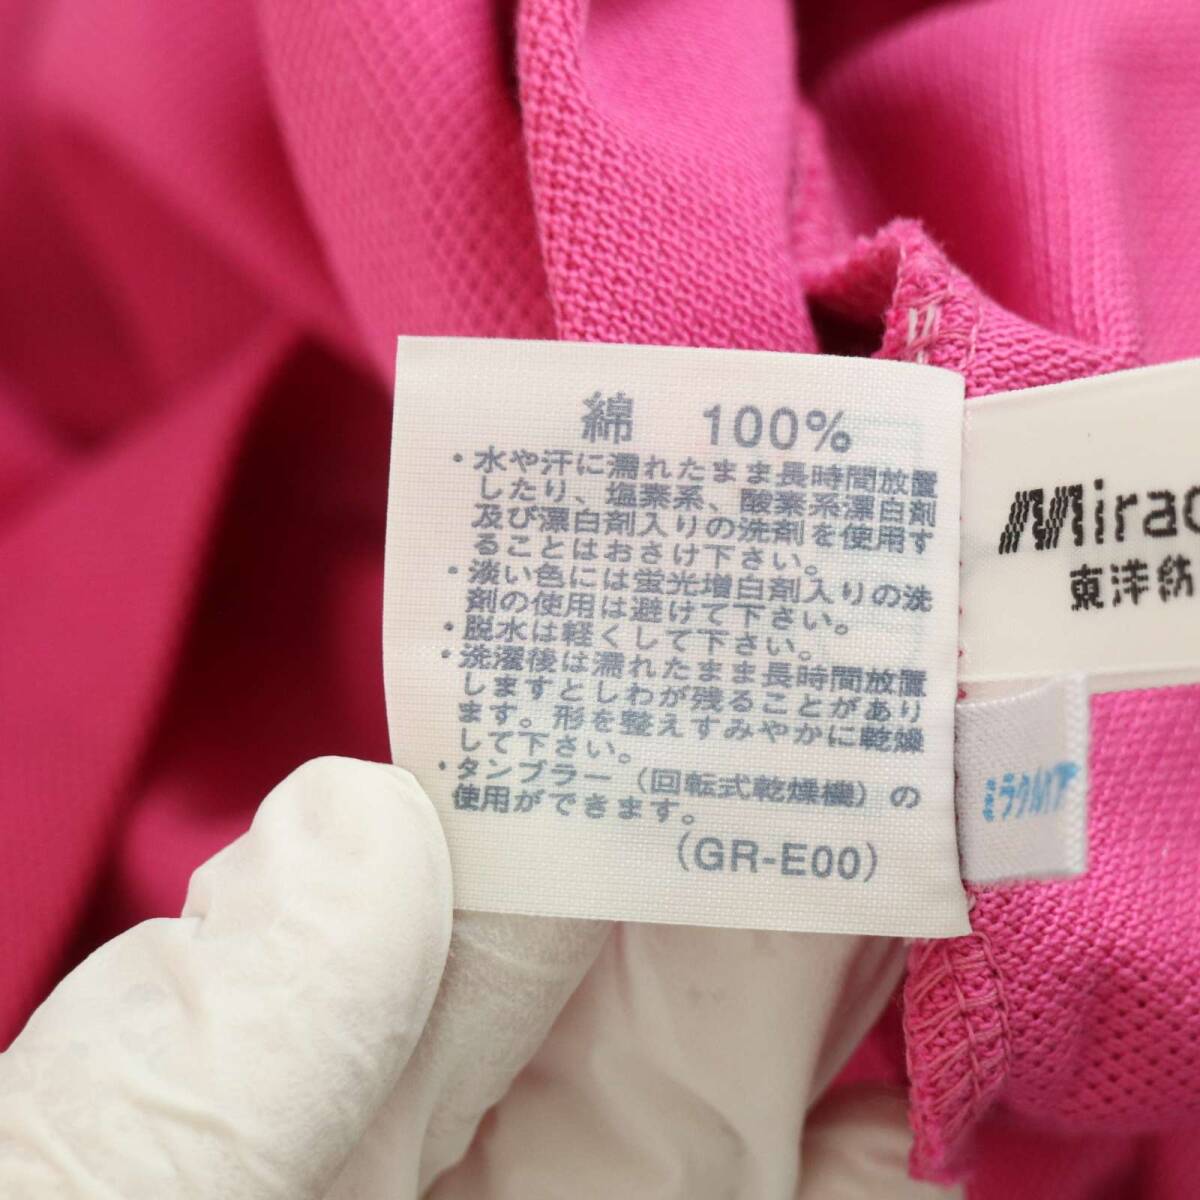 綿 100%
・水や汗に濡れたまま長時間放置
したり、塩素系、酸素系漂白剤
及び漂白剤入りの洗剤を使用す
ることはおさけ下さい。
・淡い色には蛍光増白剤入りの洗
剤の使用は避けて下さい。
・脱水は軽くして下さい。
・洗濯後は濡れたまま長時間放置
しますとしわが残ることがあり
ます。形を整えすみやかに乾燥
して下さい。
・タンブラー(回転式乾燥機)の
使用ができます。
(GR-E00)
Mirac
東洋紡